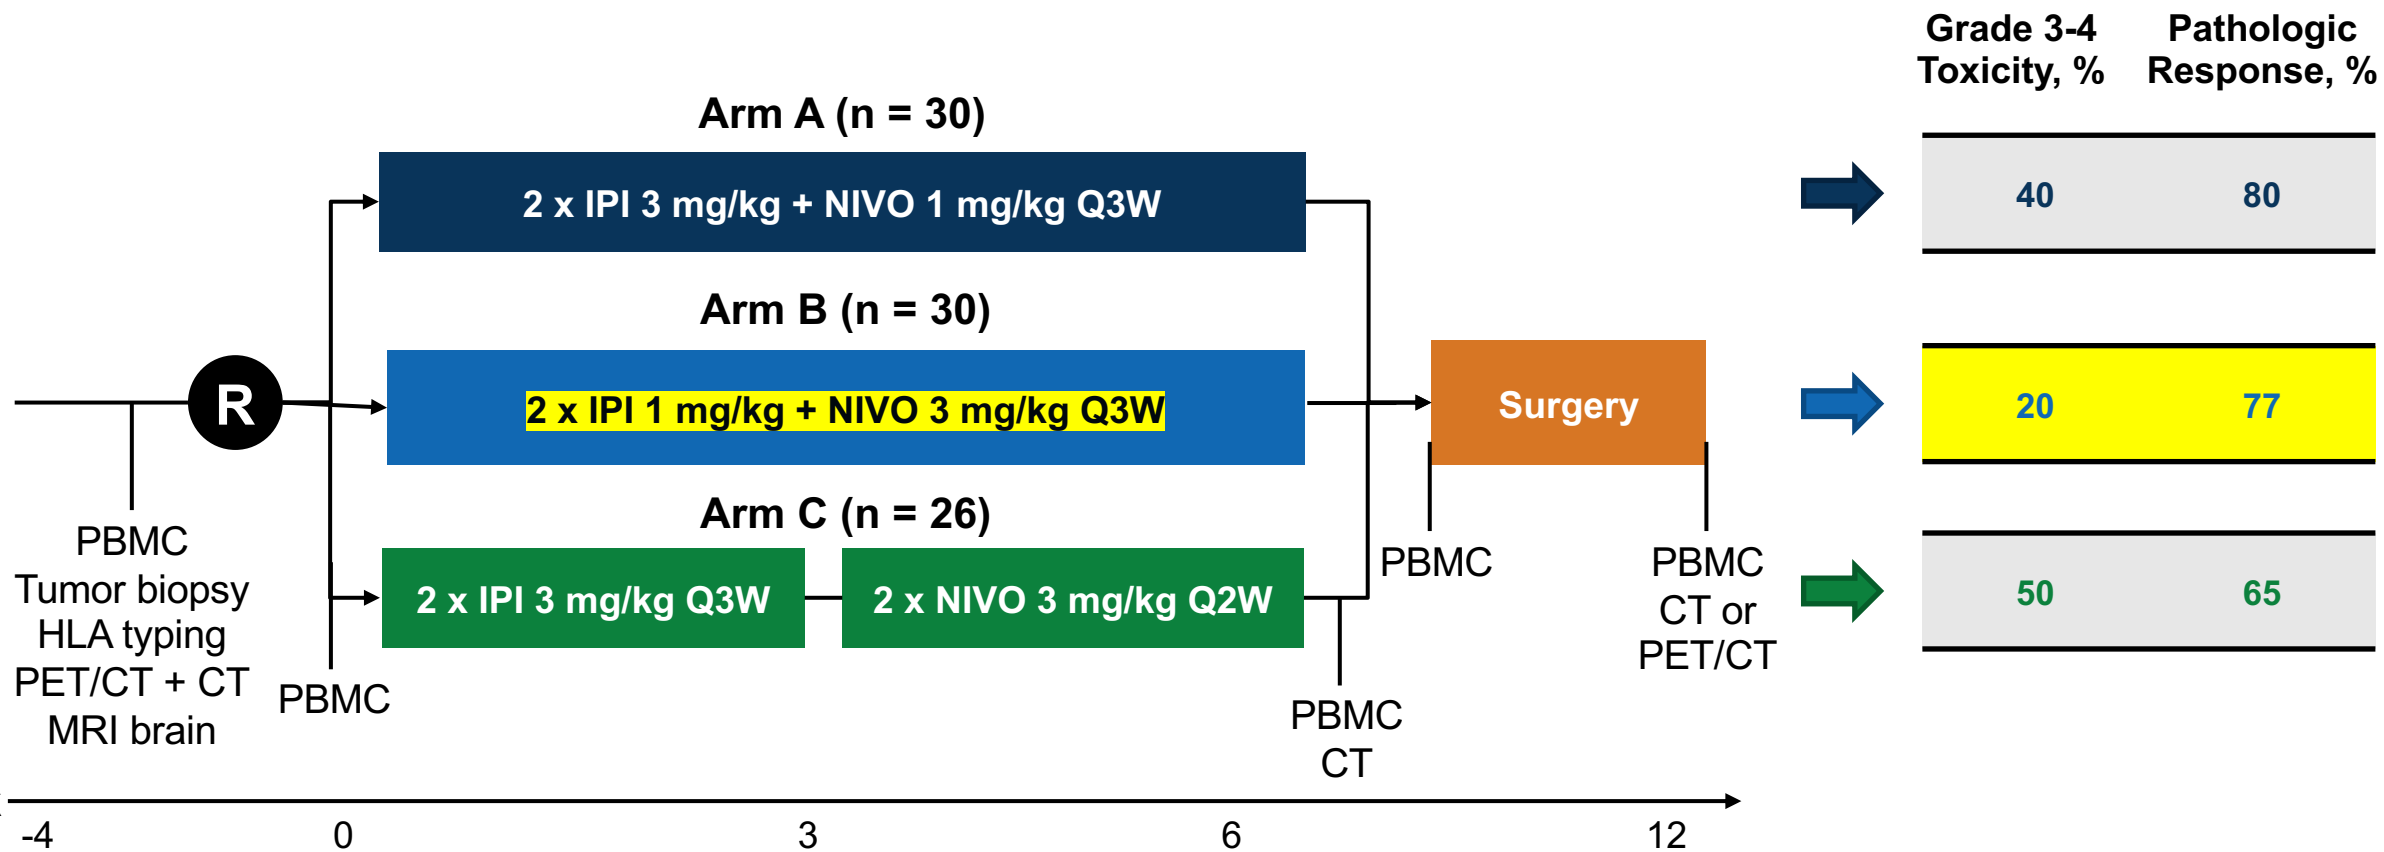 Grade 3-4
Toxicity, %
Pathologic
Response, %
Arm A (n = 30)
2 x IPI 3 mg/kg + NIVO 1 mg/kg Q3W
40
80
Arm B (n = 30)
R
2 x IPI 1 mg/kg + NIVO 3 mg/kg Q3W
Surgery
20
77
Arm C (n = 26)
2 x IPI 3 mg/kg Q3W
2 x NIVO 3 mg/kg Q2W
50
65
PBMC
Tumor biopsy
HLA typing
PET/CT + CT
MRI brain
PBMC
PBMC
CT
PBMC
PBMC
CT or
PET/CT
-4
0
3
6
12